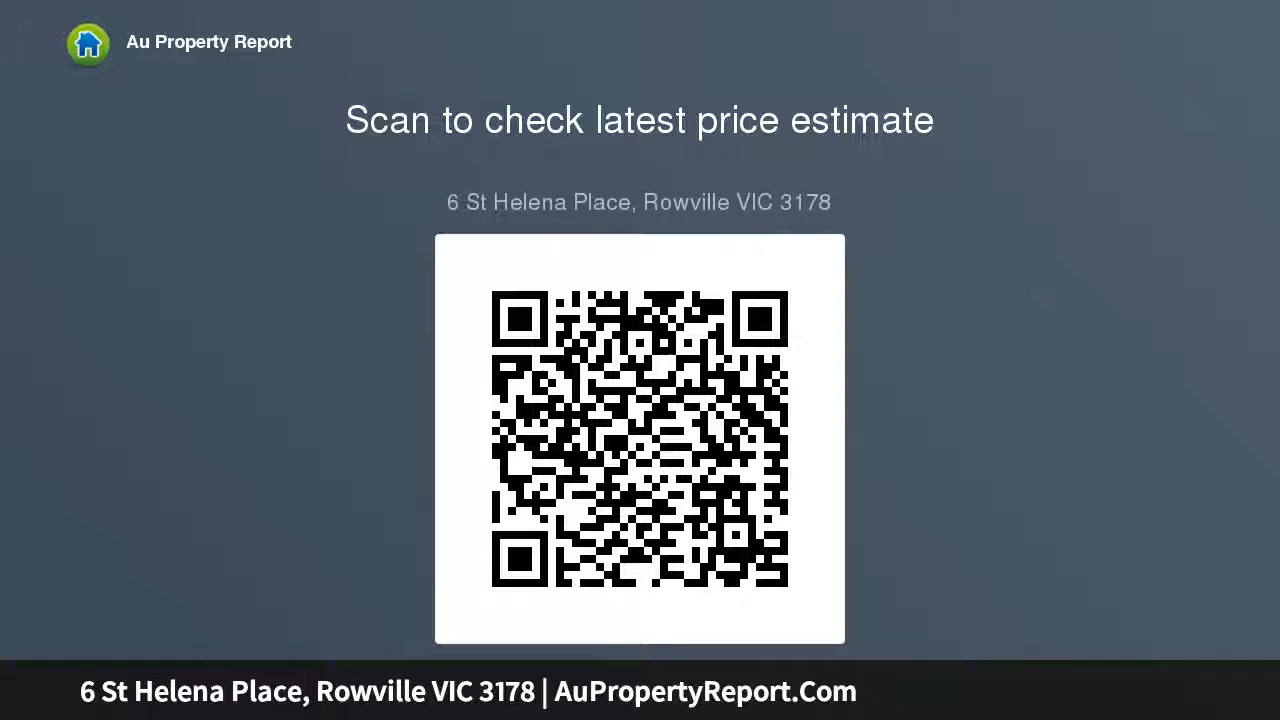 Au Property Report
Scan to check latest price estimate
6 St Helena Place, Rowville VIC 3178
6 St Helena Place, Rowville VIC 3178 | AuPropertyReport.Com